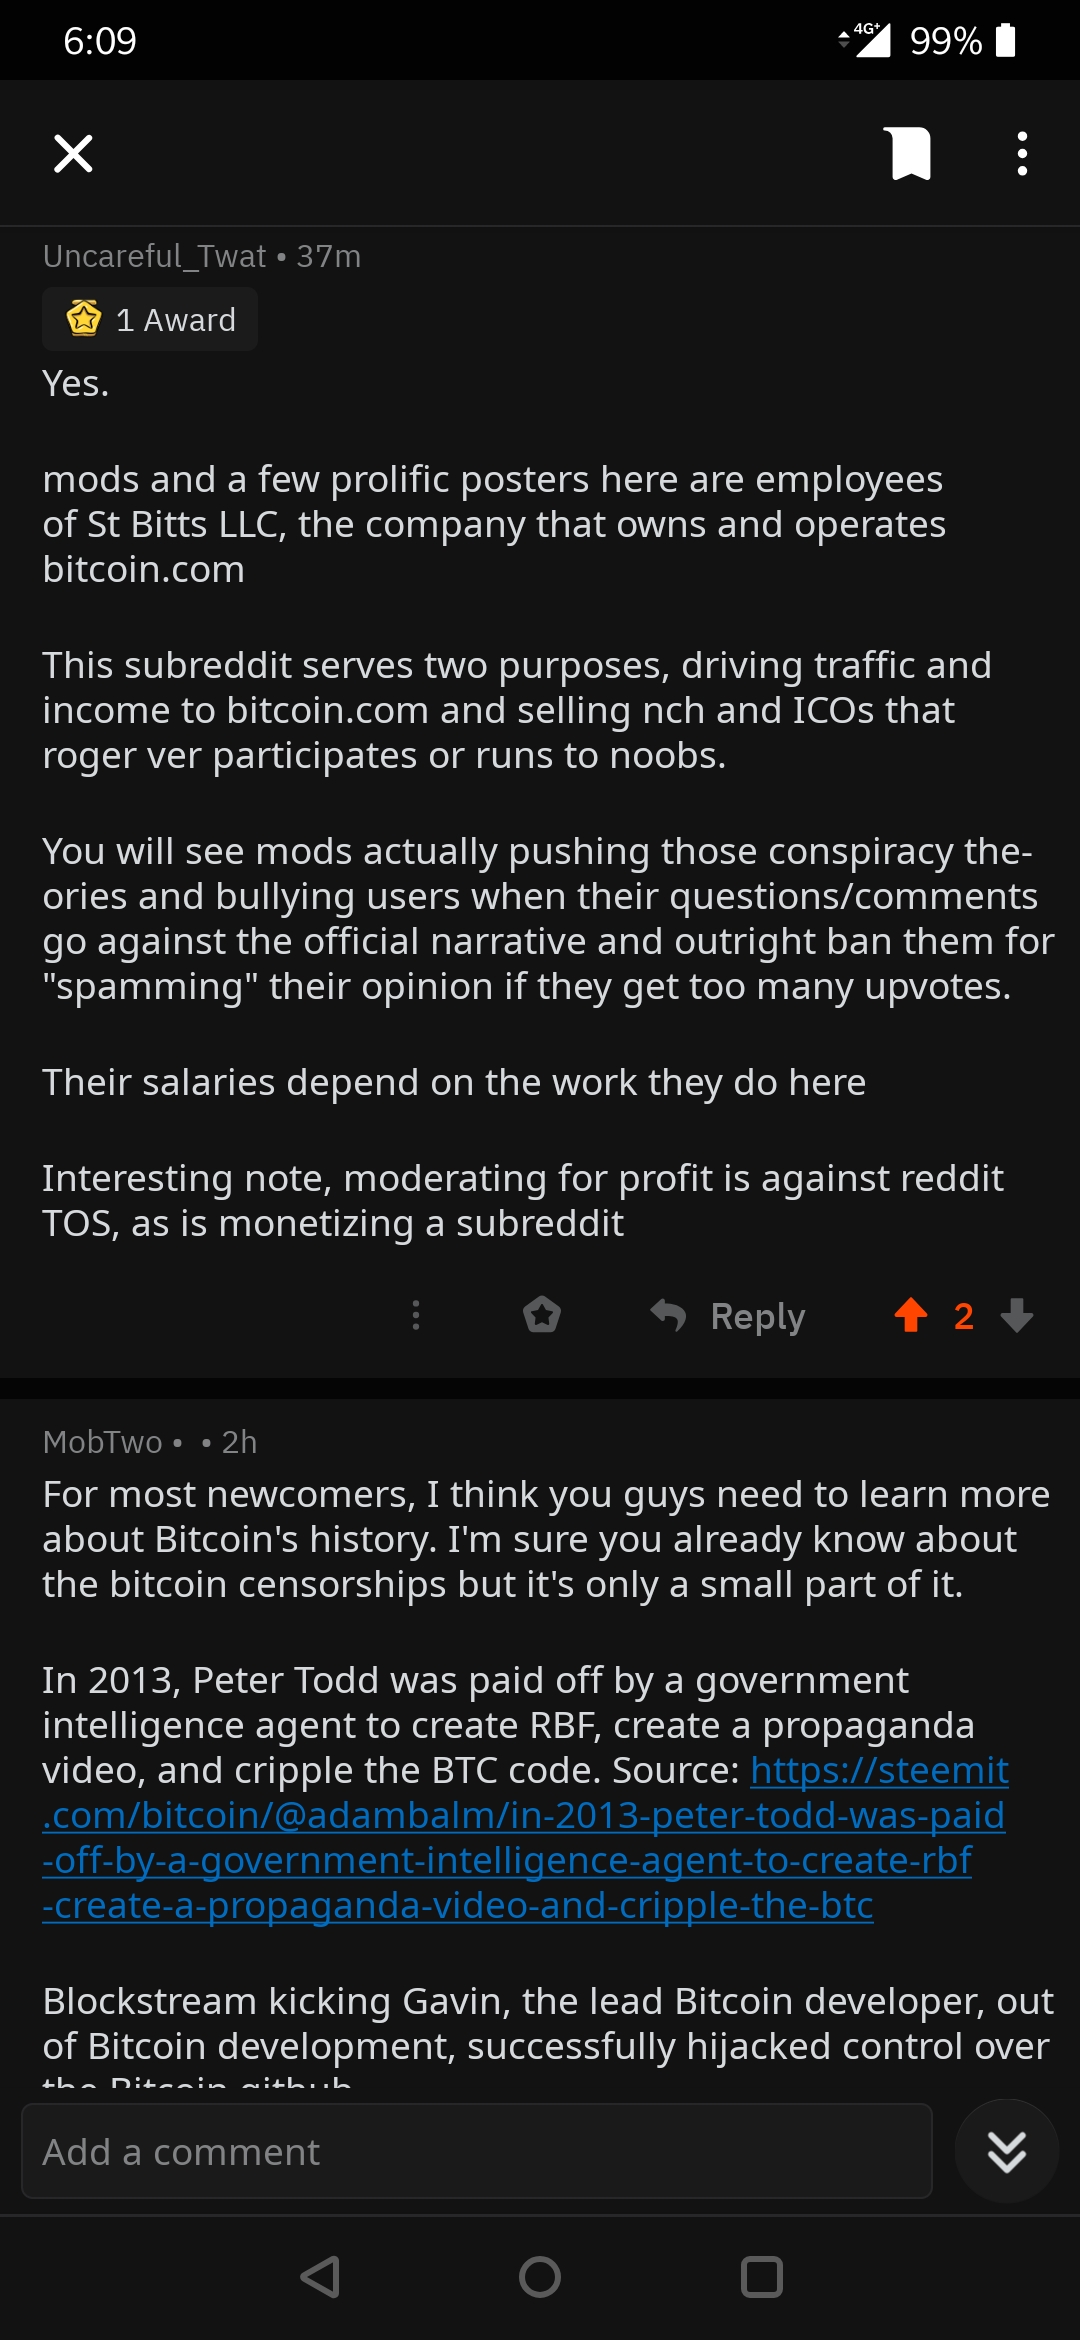 6:09
4G+ 99%
Uncareful_Twat • 37m
1 Award
Yes.
mods and a few prolific posters here are employees
of St Bitts LLC, the company that owns and operates
bitcoin.com
This subreddit serves two purposes, driving traffic and
income to bitcoin.com and selling nch and ICOs that
roger ver participates or runs to noobs.
You will see mods actually pushing those conspiracy the-
ories and bullying users when their questions/comments
go against the official narrative and outright ban them for
"spamming" their opinion if they get too many upvotes.
Their salaries depend on the work they do here
Interesting note, moderating for profit is against reddit
TOS, as is monetizing a subreddit
Reply 2
MobTwo • • 2h
For most newcomers, I think you guys need to learn more
about Bitcoin's history. I'm sure you already know about
the bitcoin censorships but it's only a small part of it.
In 2013, Peter Todd was paid off by a government
intelligence agent to create RBF, create a propaganda
video, and cripple the BTC code. Source: https://steemit
.com/bitcoin/@adambalm/in-2013-peter-todd-was-paid
-off-by-a-government-intelligence-agent-to-create-rbf
-create-a-propaganda-video-and-cripple-the-btc
Blockstream kicking Gavin, the lead Bitcoin developer, out
of Bitcoin development, successfully hijacked control over
the Bitcoin github
Add a comment